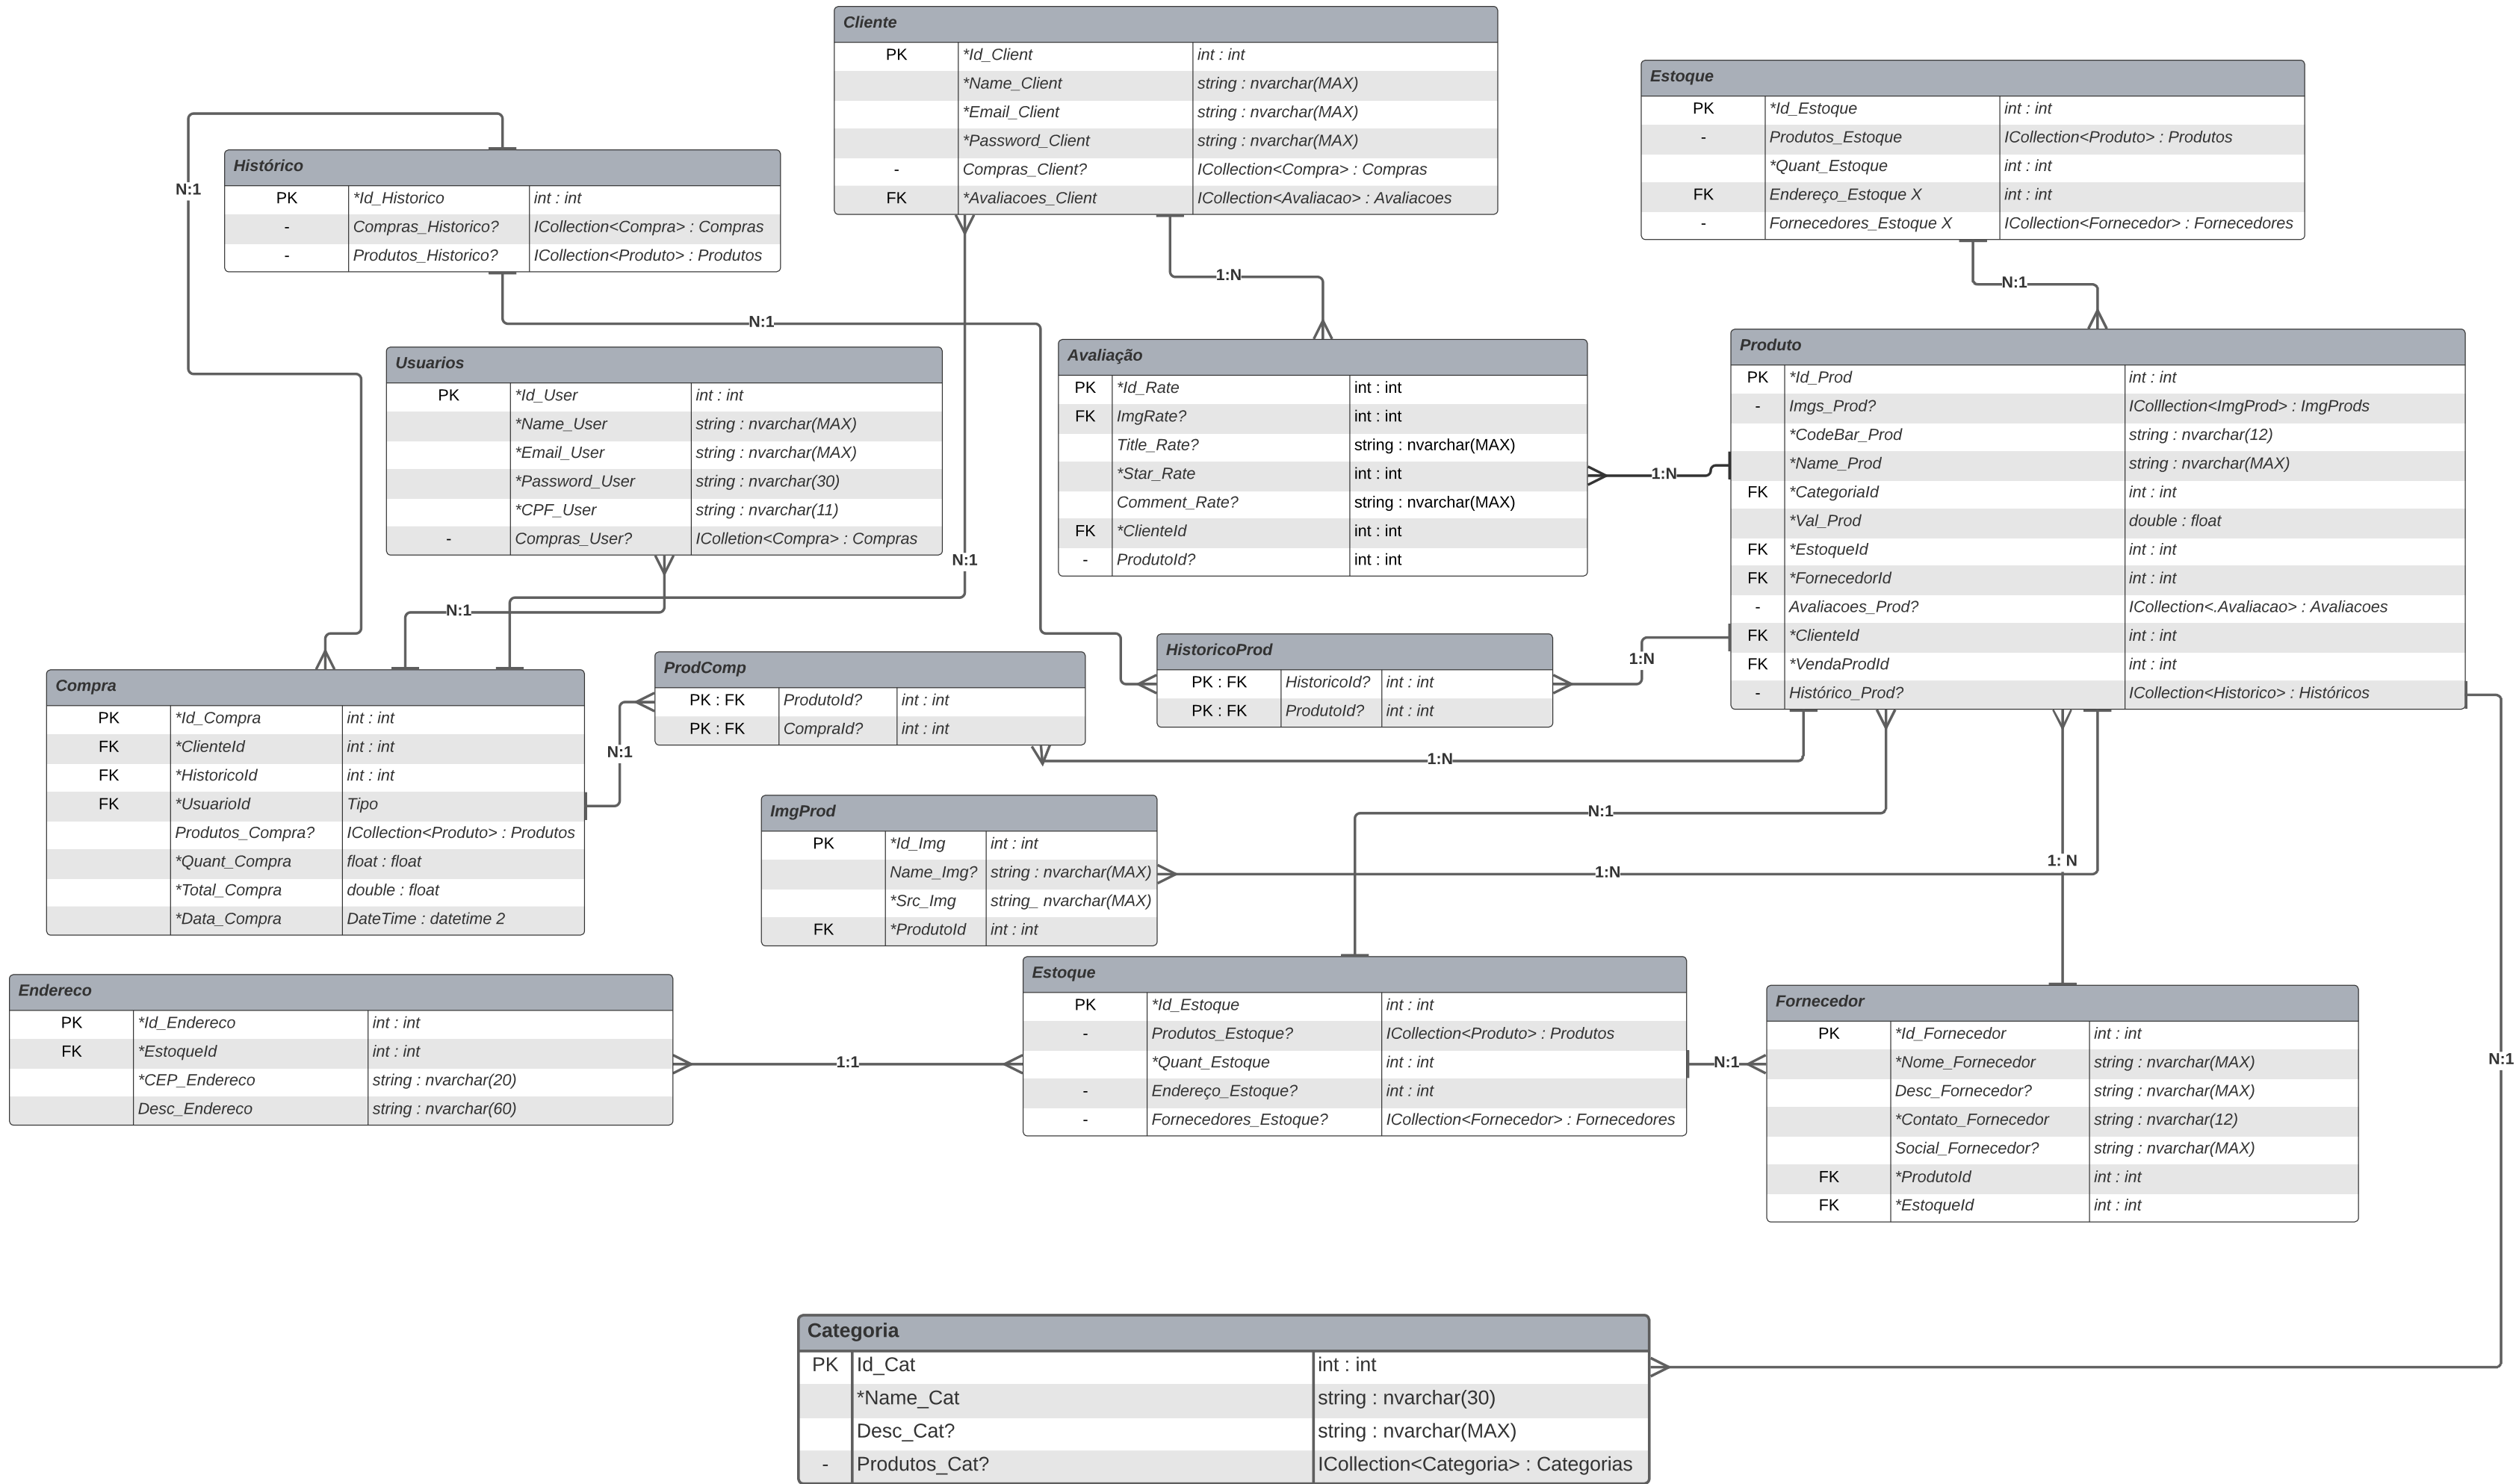 Cliente
PK *Id_Client int : int
*Name_Client string : nvarchar(MAX)
*Email_Client string : nvarchar(MAX)
*Password_Client string : nvarchar(MAX)
- Compras_Client? ICollection<Compra> : Compras
FK *Avaliacoes_Client ICollection<Avaliacao> : Avaliacoes
Estoque
PK *Id_Estoque int : int
- Produtos_Estoque ICollection<Produto> : Produtos
*Quant_Estoque int : int
FK Endereço_Estoque X int : int
- Fornecedores_Estoque X ICollection<Fornecedor> : Fornecedores
Histórico
PK *Id_Historico int : int
- Compras_Historico? ICollection<Compra> : Compras
- Produtos_Historico? ICollection<Produto> : Produtos
N:1
1:N
N:1
N:1
Usuarios
PK *Id_User int : int
*Name_User string : nvarchar(MAX)
*Email_User string : nvarchar(MAX)
*Password_User string : nvarchar(30)
*CPF_User string : nvarchar(11)
- Compras_User? IColletion<Compra> : Compras
N:1
N:1
Avaliação
PK *Id_Rate int : int
FK ImgRate? int : int
Title_Rate? string : nvarchar(MAX)
*Star_Rate int : int
Comment_Rate? string : nvarchar(MAX)
FK *ClienteId int : int
- ProdutoId? int : int
1:N
Produto
PK *Id_Prod int : int
- Imgs_Prod? IColllection<ImgProd> : ImgProds
*CodeBar_Prod string : nvarchar(12)
*Name_Prod string : nvarchar(MAX)
FK *CategoriaId int : int
*Val_Prod double : float
FK *EstoqueId int : int
FK *FornecedorId int : int
- Avaliacoes_Prod? ICollection<.Avaliacao> : Avaliacoes
FK *ClienteId int : int
FK *VendaProdId int : int
- Histórico_Prod? ICollection<Historico> : Históricos
Compra
PK *Id_Compra int : int
FK *ClienteId int : int
FK *HistoricoId int : int
FK *UsuarioId Tipo
Produtos_Compra? ICollection<Produto> : Produtos
*Quant_Compra float : float
*Total_Compra double : float
*Data_Compra DateTime : datetime 2
N:1
ProdComp
PK : FK ProdutoId? int : int
PK : FK CompraId? int : int
HistoricoProd
PK : FK HistoricoId? int : int
PK : FK ProdutoId? int : int
1:N
1:N
N:1
1: N
1:N
ImgProd
PK *Id_Img int : int
Name_Img? string : nvarchar(MAX)
*Src_Img string_ nvarchar(MAX)
FK *ProdutoId int : int
Endereco
PK *Id_Endereco int : int
FK *EstoqueId int : int
*CEP_Endereco string : nvarchar(20)
Desc_Endereco string : nvarchar(60)
1:1
Estoque
PK *Id_Estoque int : int
- Produtos_Estoque? ICollection<Produto> : Produtos
*Quant_Estoque int : int
- Endereço_Estoque? int : int
- Fornecedores_Estoque? ICollection<Fornecedor> : Fornecedores
N:1
Fornecedor
PK *Id_Fornecedor int : int
*Nome_Fornecedor string : nvarchar(MAX)
Desc_Fornecedor? string : nvarchar(MAX)
*Contato_Fornecedor string : nvarchar(12)
Social_Fornecedor? string : nvarchar(MAX)
FK *ProdutoId int : int
FK *EstoqueId int : int
N:1
Categoria
PK Id_Cat int : int
*Name_Cat string : nvarchar(30)
Desc_Cat? string : nvarchar(MAX)
- Produtos_Cat? ICollection<Categoria> : Categorias